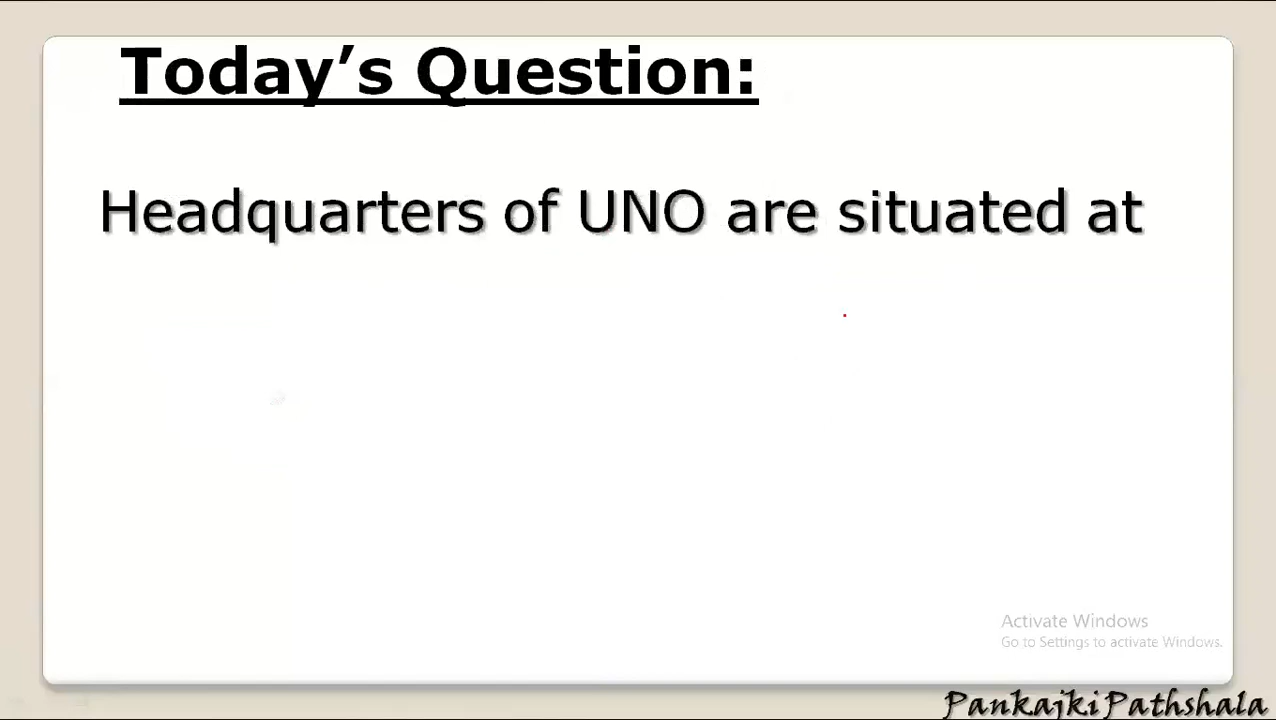 Today’s Question:
Headquarters of UNO are situated at
Activate Windows
Go to Settings to activate Windows.
PankajkiPathshala